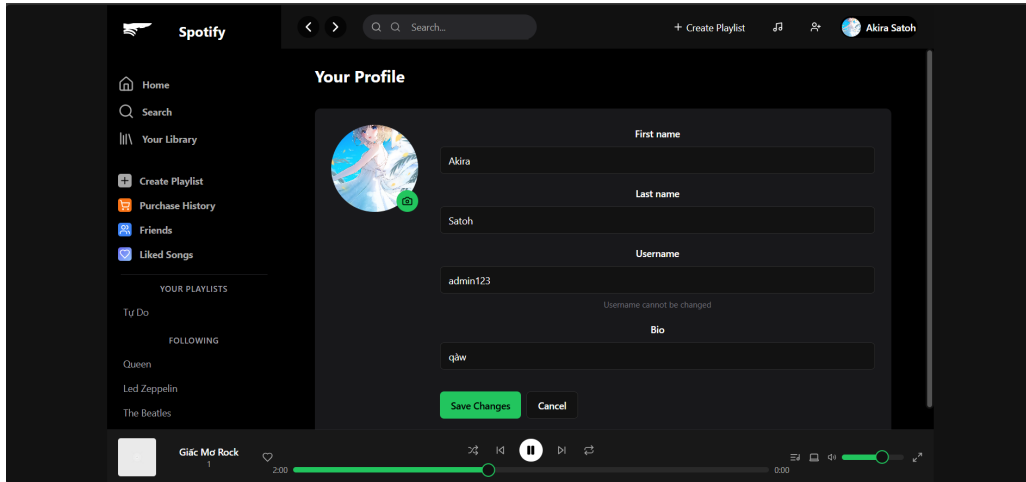 Spotify
Search...
+ Create Playlist
Akira Satoh
Home
Search
Your Library
Create Playlist
Purchase History
Friends
Liked Songs
YOUR PLAYLISTS
Tự Do
FOLLOWING
Queen
Led Zeppelin
The Beatles
Your Profile
First name
Akira
Last name
Satoh
Username
admin123
Username cannot be changed
Bio
qàw
Save Changes
Cancel
Giấc Mơ Rock
1
2:00
0:00